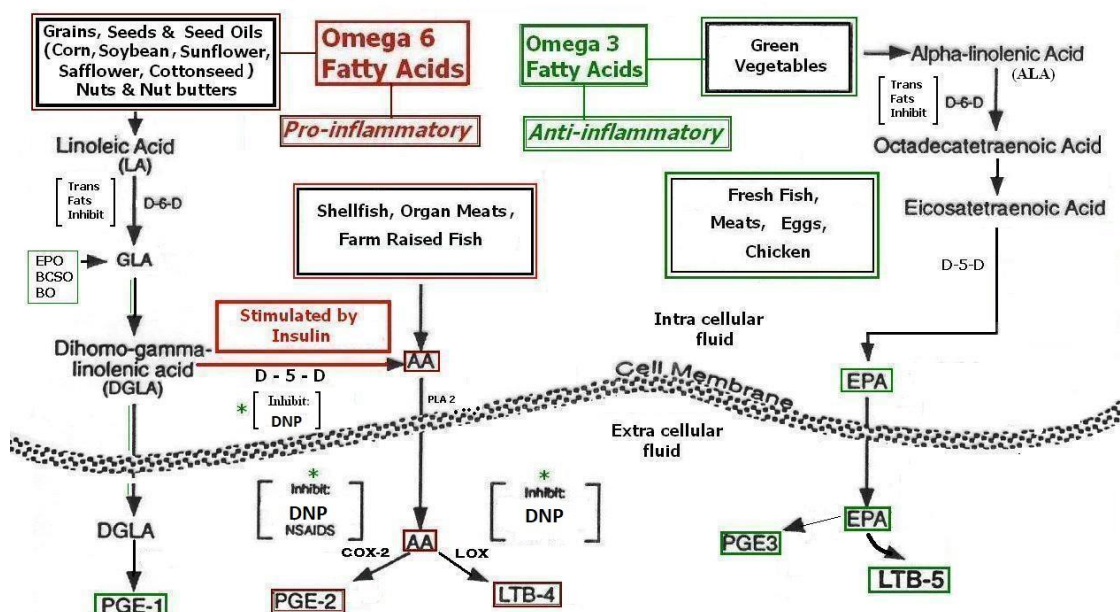 Grains, Seeds & Seed Oils
(Corn, Soybean, Sunflower,
Safflower, Cottonseed)
Nuts & Nut butters
Omega 6
Fatty Acids
Pro-inflammatory
Omega 3
Fatty Acids
Anti-inflammatory
Green
Vegetables
Alpha-linolenic Acid
(ALA)
Trans
Fats
Inhibit
D-6-D
Octadecatetraenoic Acid
Eicosatetraenoic Acid
D-5-D
Linoleic Acid
(LA)
Trans
Fats
Inhibit
D-6-D
EPO
BCSO
BO
GLA
Shellfish, Organ Meats,
Farm Raised Fish
Fresh Fish,
Meats, Eggs,
Chicken
Stimulated by
Insulin
Dihomo-gamma-
linolenic acid
(DGLA)
D - 5 - D
* Inhibit:
DNP
AA
PLA 2 ...
Intra cellular
fluid
Cell Membrane
Extra cellular
fluid
EPA
DGLA
PGE-1
*
Inhibit:
DNP
NSAIDS
*
Inhibit:
DNP
AA
COX-2
LOX
PGE-2
LTB-4
EPA
PGE3
LTB-5